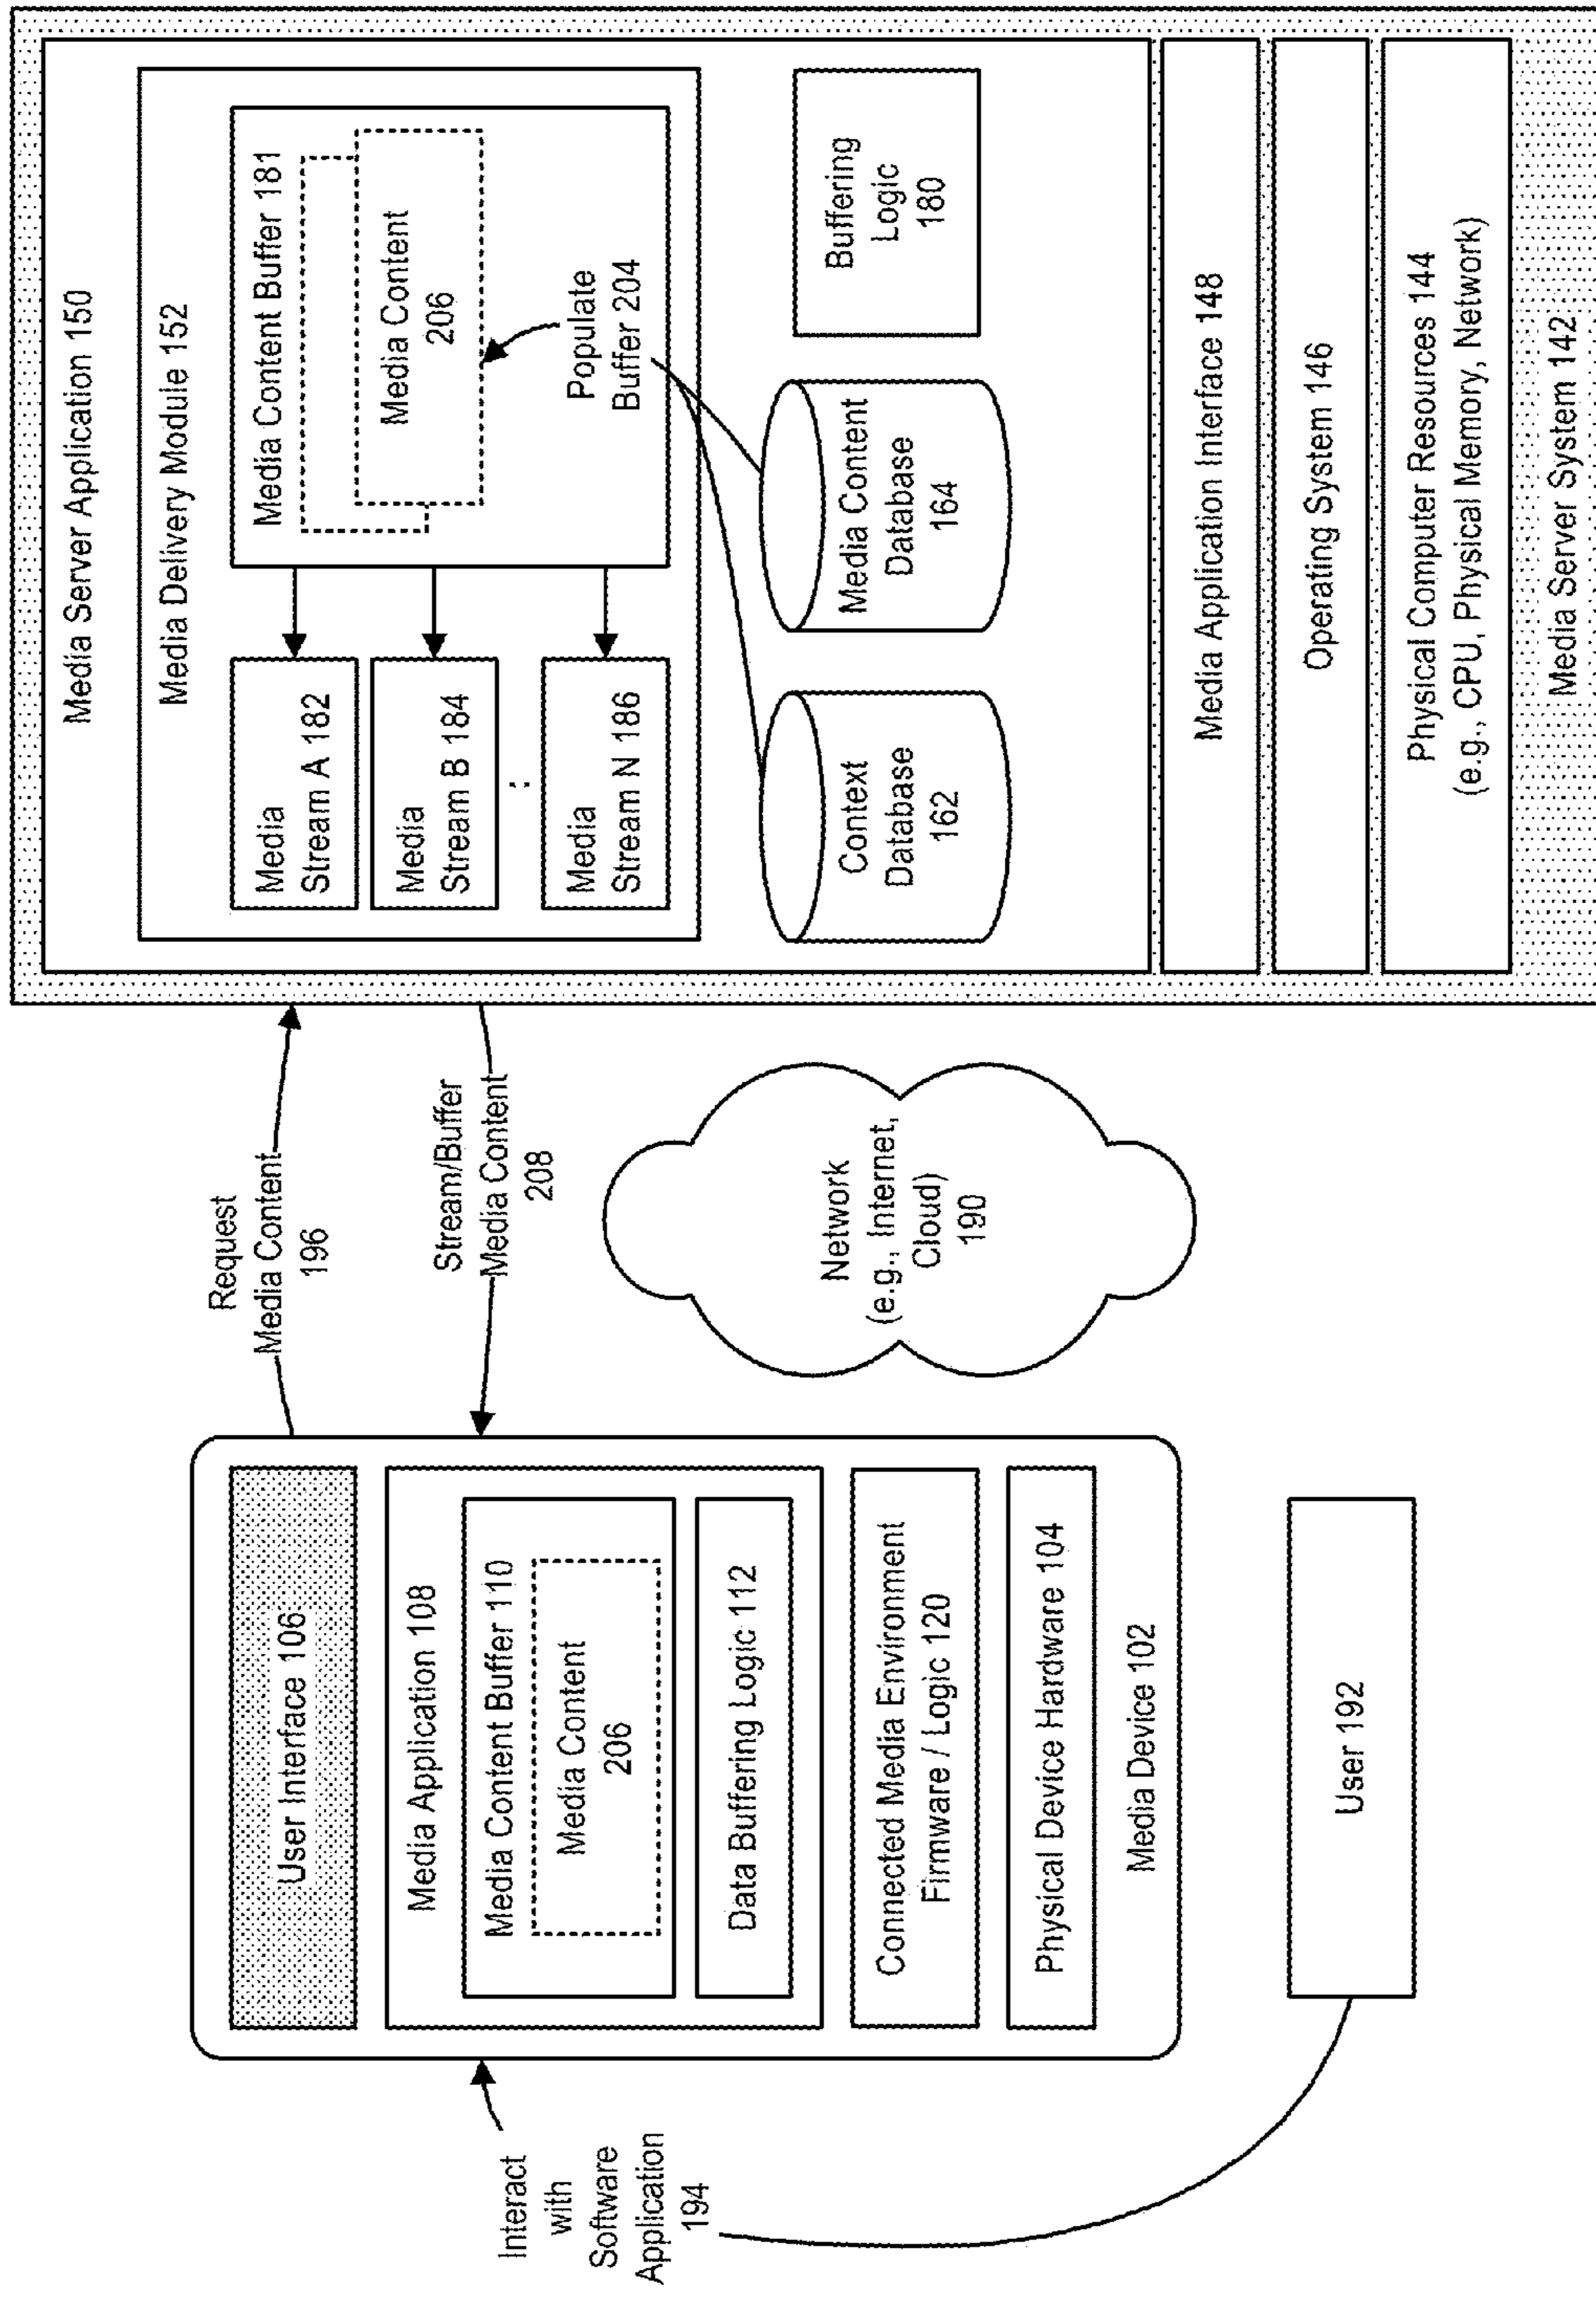 User Interface 106
Media Application 108
Media Content Buffer 110
Media Content
206
Data Buffering Logic 112
Connected Media Environment
Firmware / Logic 120
Physical Device Hardware 104
Media Device 102
User 192
Interact
with
Software
Application
194
Request
Media Content
196
Stream/Buffer
Media Content
208
Network
(e.g., Internet,
Cloud)
190
Media Server Application 150
Media Delivery Module 152
Media
Stream A 182
Media
Stream B 184
:
Media
Stream N 186
Media Content Buffer 181
Media Content
206
Populate
Buffer 204
Context
Database
162
Media Content
Database
164
Buffering
Logic
180
Media Application Interface 148
Operating System 146
Physical Computer Resources 144
(e.g., CPU, Physical Memory, Network)
Media Server System 142